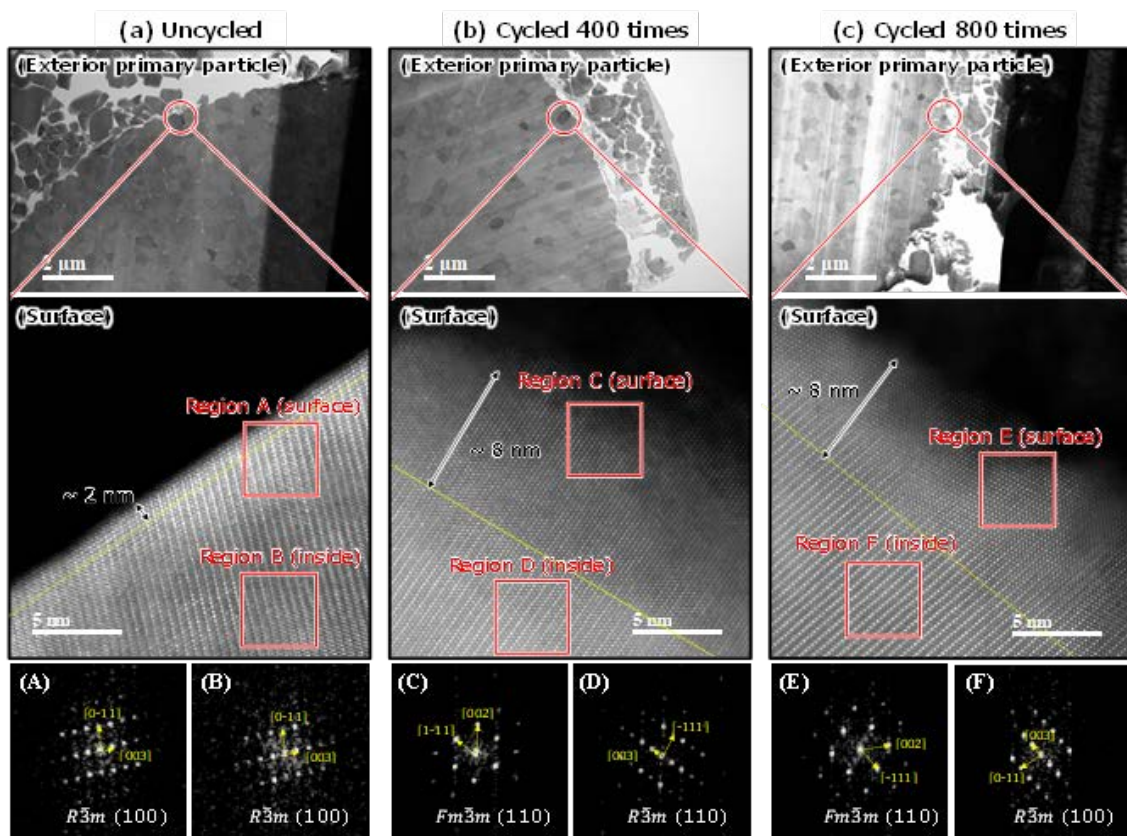 (a) Uncycled
(b) Cycled 400 times
(c) Cycled 800 times
(Exterior primary particle)
(Exterior primary particle)
(Exterior primary particle)
2 μm
2 μm
2 μm
(Surface)
(Surface)
(Surface)
Region A (surface)
~ 2 nm
Region B (inside)
5 nm
Region C (surface)
~ 8 nm
Region D (inside)
5 nm
~ 8 nm
Region E (surface)
Region F (inside)
5 nm
(A)
[0-11]
[003]
R3̅m (100)
(B)
[0-11]
[003]
R3̅m (100)
(C)
[002]
[1-11]
Fm3̅m (110)
(D)
[-111]
[003]
R3̅m (110)
(E)
[002]
[-111]
Fm3̅m (110)
(F)
[003]
[0-11]
R3̅m (100)